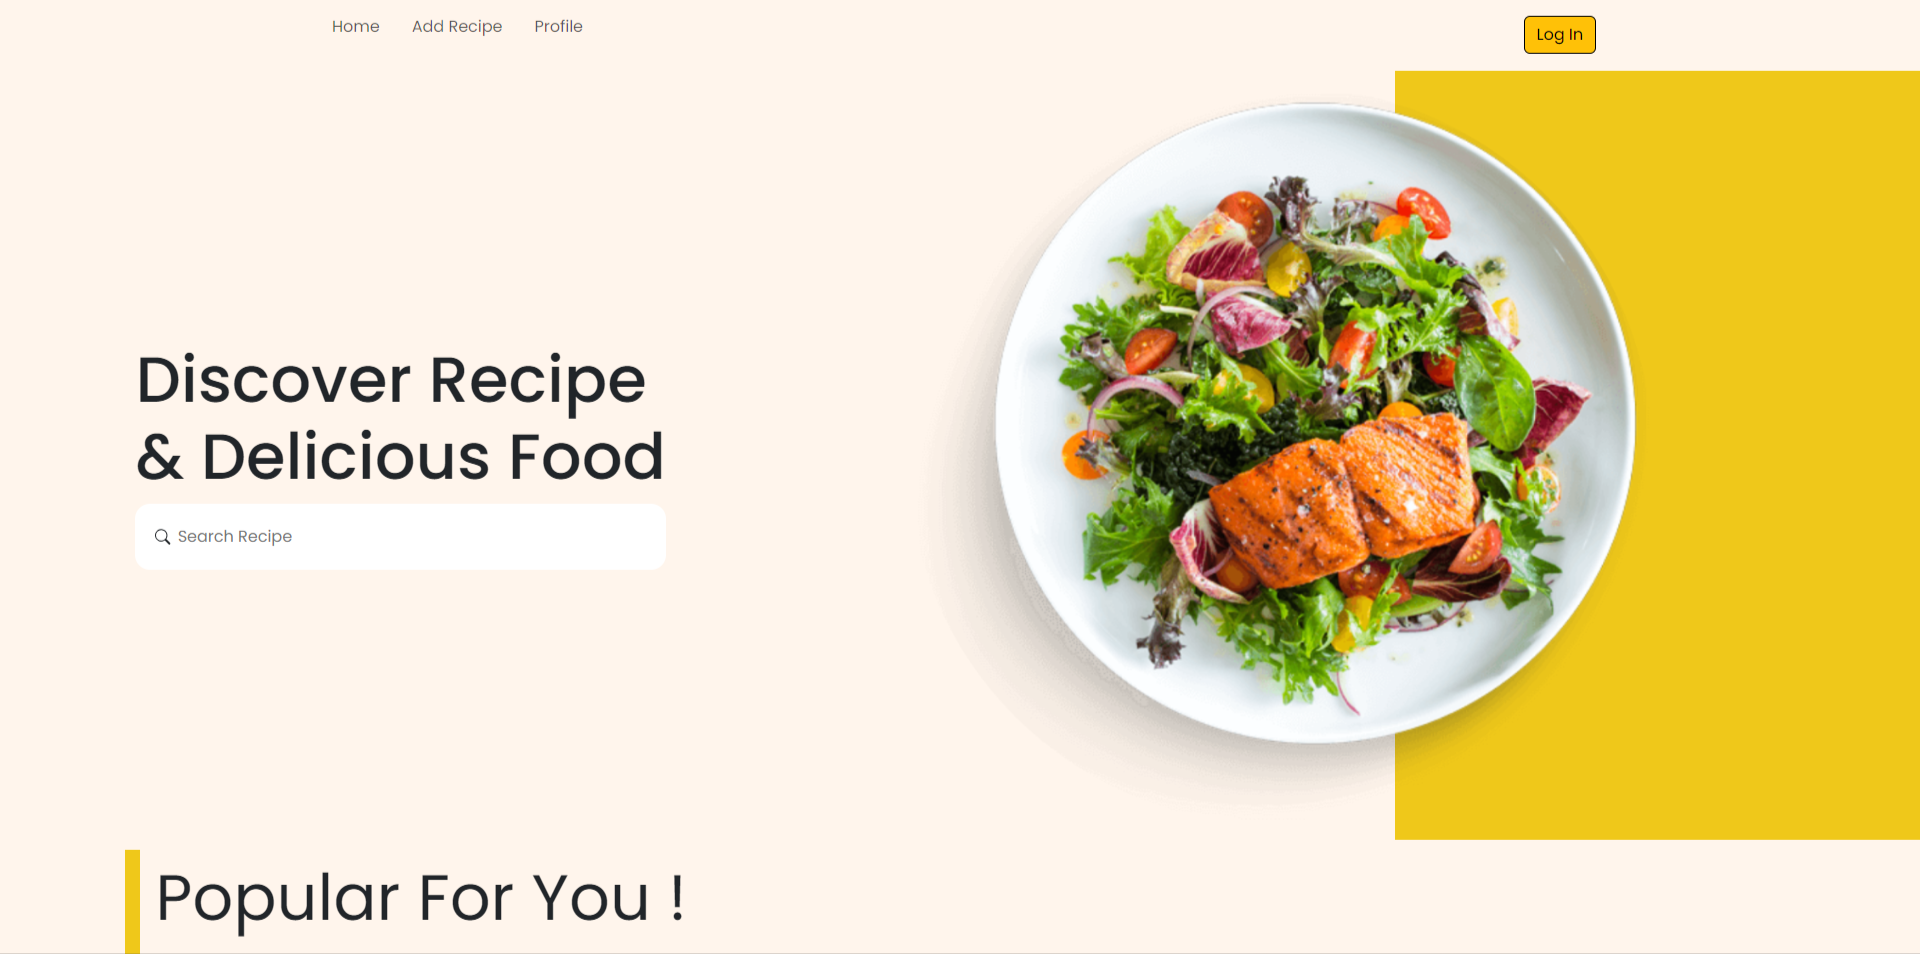 Home Add Recipe Profile Log In
Discover Recipe
& Delicious Food
Search Recipe
Popular For You !